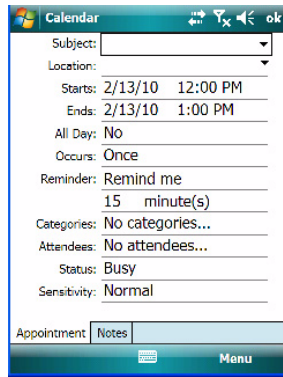 Calendar ok
Subject:
Location:
Starts: 2/13/10 12:00 PM
Ends: 2/13/10 1:00 PM
All Day: No
Occurs: Once
Reminder: Remind me
15 minute(s)
Categories: No categories...
Attendees: No attendees...
Status: Busy
Sensitivity: Normal
Appointment Notes
Menu